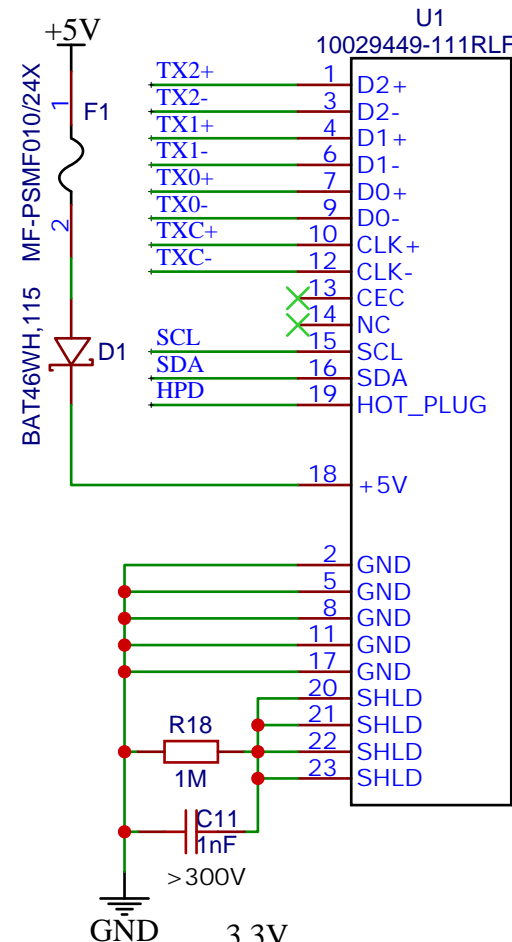 U1
10029449-111RLF
+5V
1
F1
MF-PSMF010/24X
2
BAT46WH,115
D1
TX2+ 1 D2+
TX2- 3 D2-
TX1+ 4 D1+
TX1- 6 D1-
TX0+ 7 D0+
TX0- 9 D0-
TXC+ 10 CLK+
TXC- 12 CLK-
13 CEC
14 NC
SCL 15 SCL
SDA 16 SDA
HPD 19 HOT_PLUG
18 +5V
2 GND
5 GND
8 GND
11 GND
17 GND
20 SHLD
21 SHLD
22 SHLD
23 SHLD
R18
1M
C11
1nF
>300V
GND
3.3V